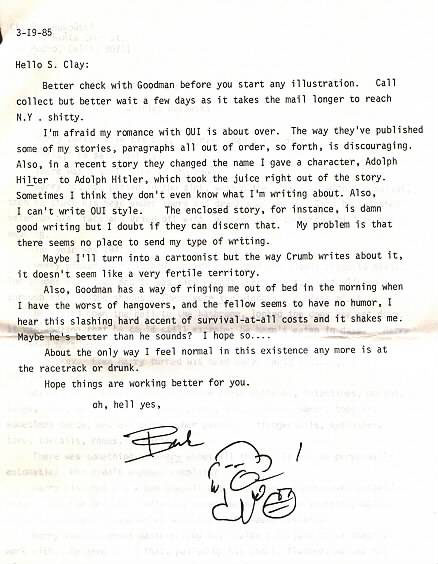 3-I9-85
Hello S. Clay:
Better check with Goodman before you start any illustration. Call
collect but better wait a few days as it takes the mail longer to reach
N.Y . shitty.
I'm afraid my romance with OUI is about over. The way they've published
some of my stories, paragraphs all out of order, so forth, is discouraging.
Also, in a recent story they changed the name I gave a character, Adolph
Hilter to Adolph Hitler, which took the juice right out of the story.
Sometimes I think they don't even know what I'm writing about. Also,
I can't write OUI style. The enclosed story, for instance, is damn
good writing but I doubt if they can discern that. My problem is that
there seems no place to send my type of writing.
Maybe I'll turn into a cartoonist but the way Crumb writes about it,
it doesn't seem like a very fertile territory.
Also, Goodman has a way of ringing me out of bed in the morning when
I have the worst of hangovers, and the fellow seems to have no humor, I
hear this slashing hard accent of survival-at-all costs and it shakes me.
Maybe he's better than he sounds? I hope so....
About the only way I feel normal in this existence any more is at
the racetrack or drunk.
Hope things are working better for you.
oh, hell yes,
Buk